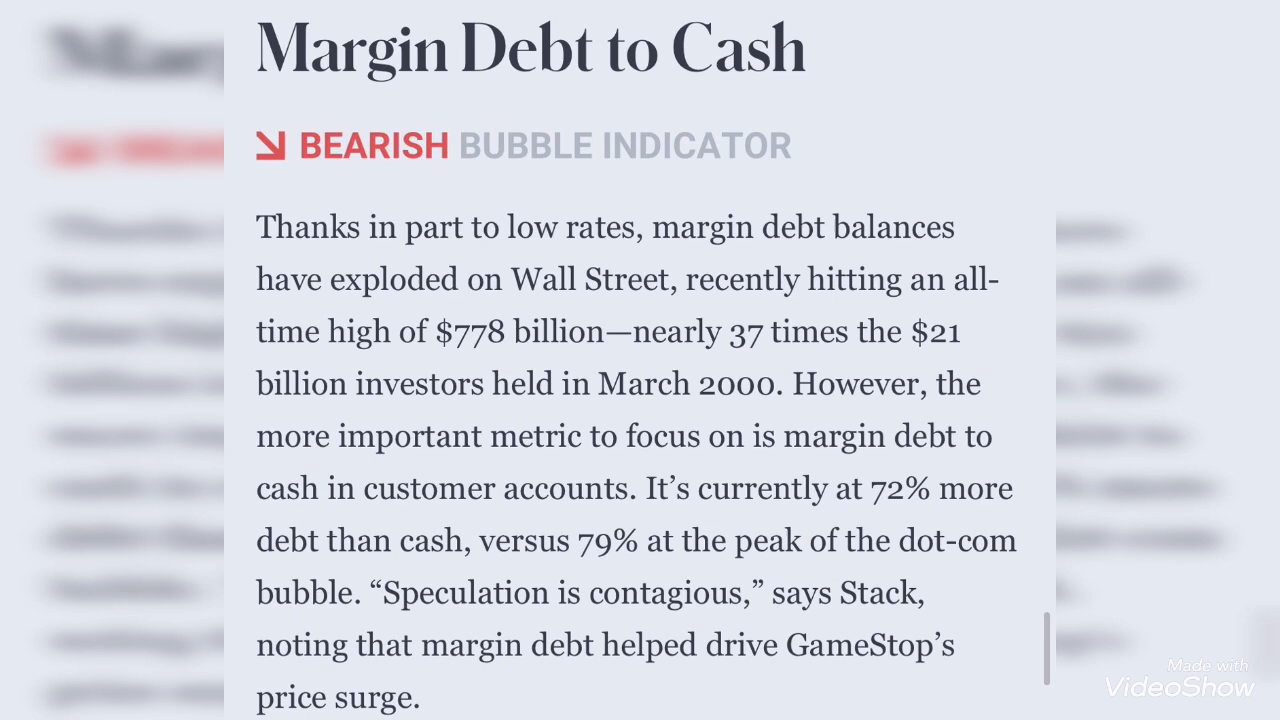 Margin Debt to Cash
BEARISH BUBBLE INDICATOR
Thanks in part to low rates, margin debt balances
have exploded on Wall Street, recently hitting an all-
time high of $778 billion—nearly 37 times the $21
billion investors held in March 2000. However, the
more important metric to focus on is margin debt to
cash in customer accounts. It’s currently at 72% more
debt than cash, versus 79% at the peak of the dot-com
bubble. “Speculation is contagious,” says Stack,
noting that margin debt helped drive GameStop’s
price surge.
Made with
VideoShow